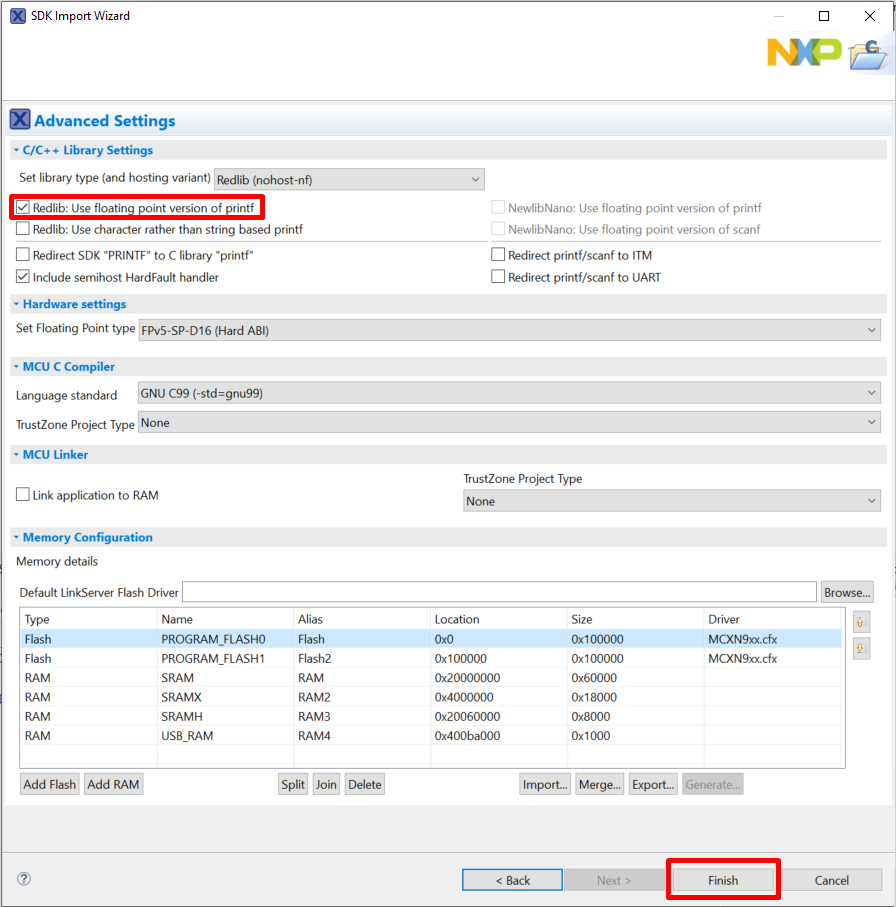 SDK Import Wizard
NXP
Advanced Settings
C/C++ Library Settings
Set library type (and hosting variant) Redlib (nohost-nf)
Redlib: Use floating point version of printf NewlibNano: Use floating point version of printf
Redlib: Use character rather than string based printf NewlibNano: Use floating point version of scanf
Redirect SDK "PRINTF" to C library "printf" Redirect printf/scanf to ITM
Include semihost HardFault handler Redirect printf/scanf to UART
Hardware settings
Set Floating Point type FPv5-SP-D16 (Hard ABI)
MCU C Compiler
Language standard GNU C99 (-std=gnu99)
TrustZone Project Type None
MCU Linker
TrustZone Project Type
Link application to RAM None
Memory Configuration
Memory details
Default LinkServer Flash Driver Browse...
Type Name Alias Location Size Driver
Flash PROGRAM_FLASH0 Flash 0x0 0x100000 MCXN9xx.cfx
Flash PROGRAM_FLASH1 Flash2 0x100000 0x100000 MCXN9xx.cfx
RAM SRAM RAM 0x20000000 0x60000
RAM SRAMX RAM2 0x4000000 0x18000
RAM SRAMH RAM3 0x20060000 0x8000
RAM USB_RAM RAM4 0x400ba000 0x1000
Add Flash Add RAM Split Join Delete Import... Merge... Export... Generate...
? < Back Next > Finish Cancel